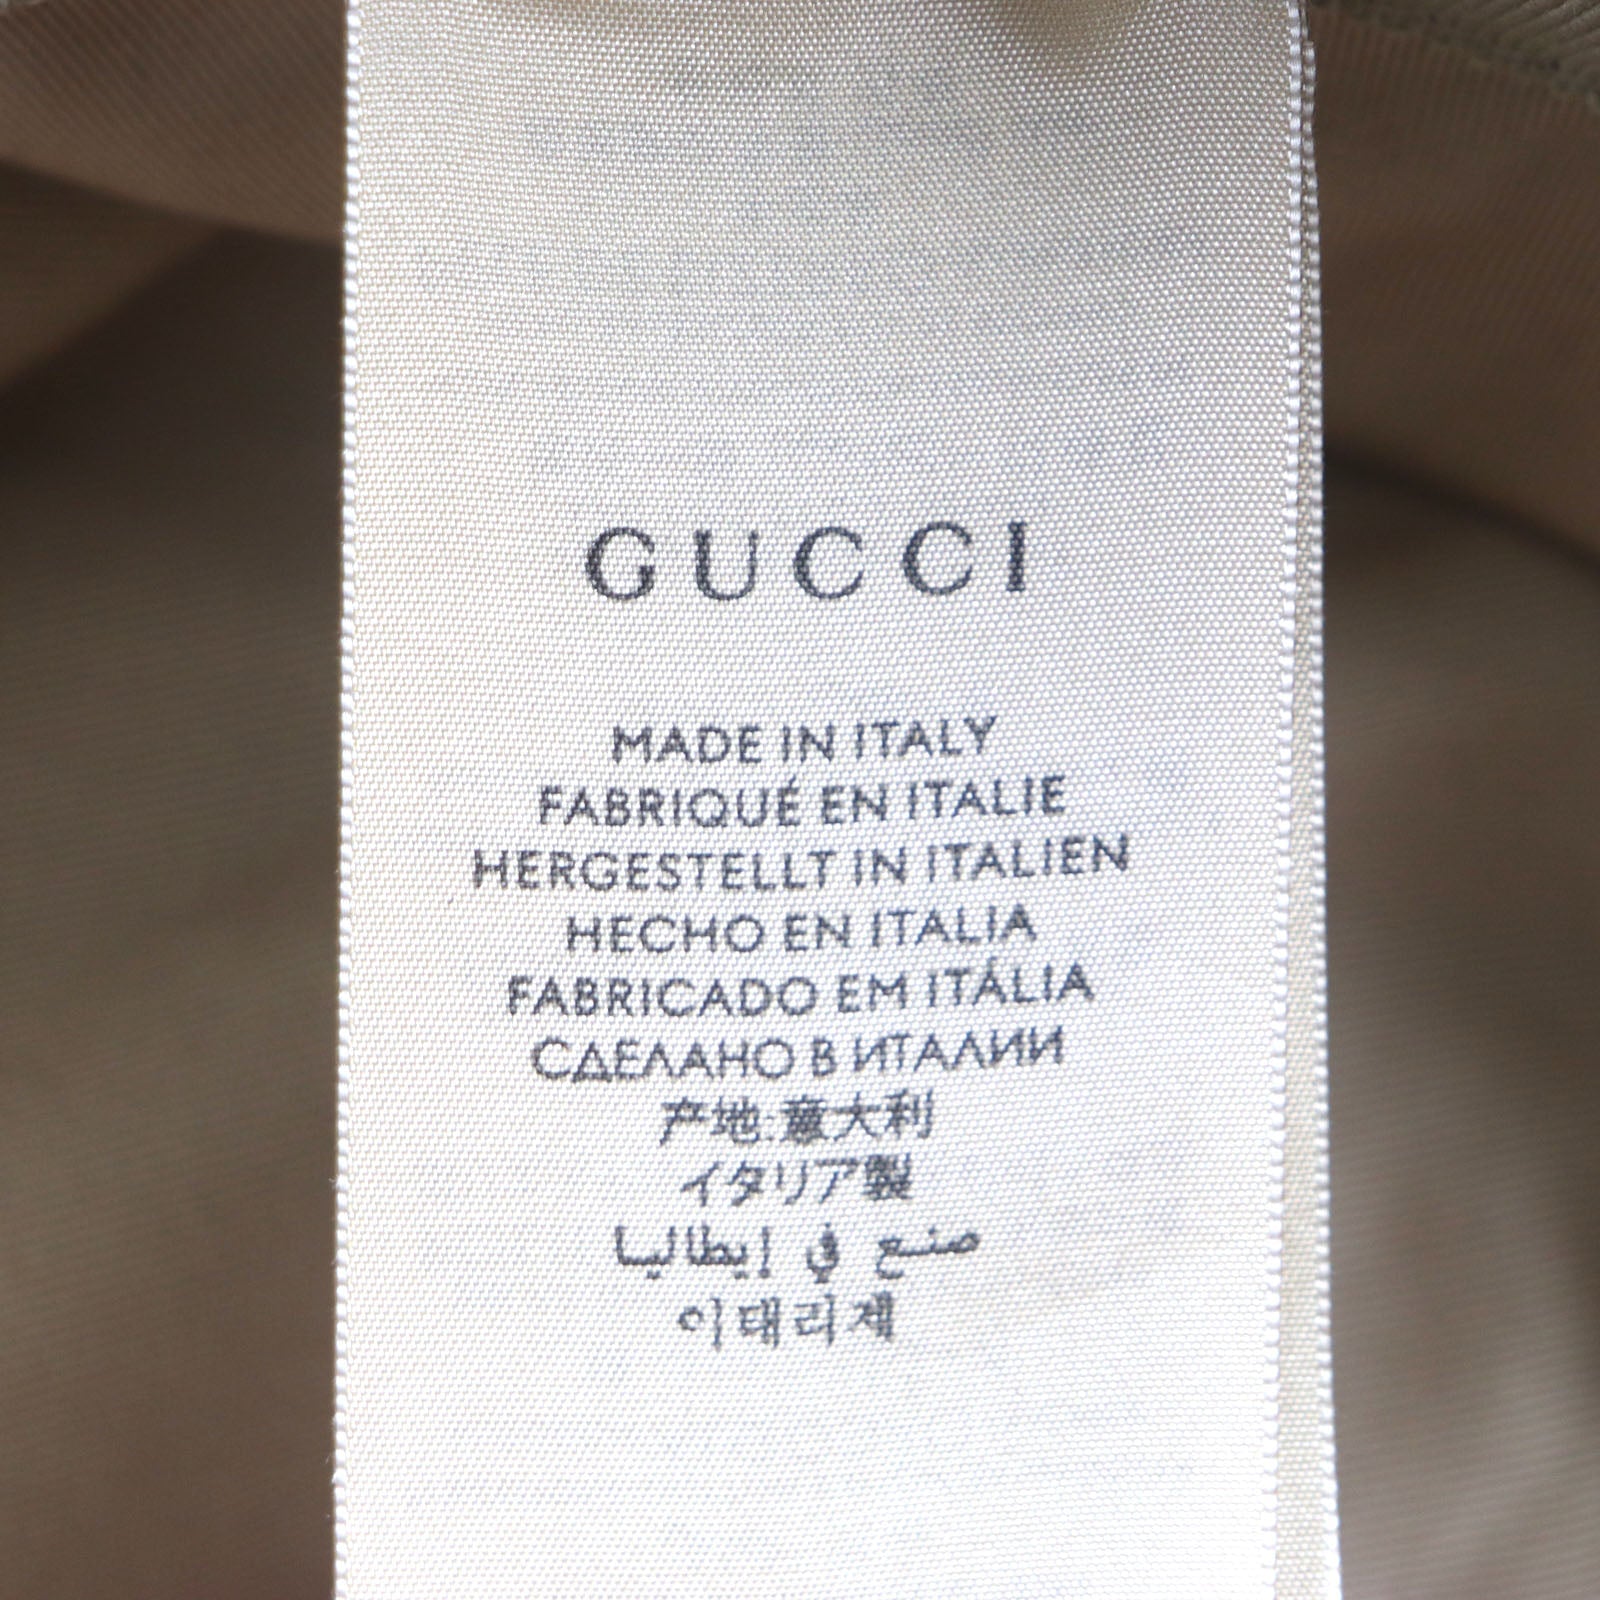 GUCCI
MADE IN ITALY
FABRIQUÉ EN ITALIE
HERGESTELLT IN ITALIEN
HECHO EN ITALIA
FABRICADO EM ITÁLIA
СДЕЛАНО В ИТАЛИИ
产地:意大利
イタリア製
صنع في إيطاليا
이태리제